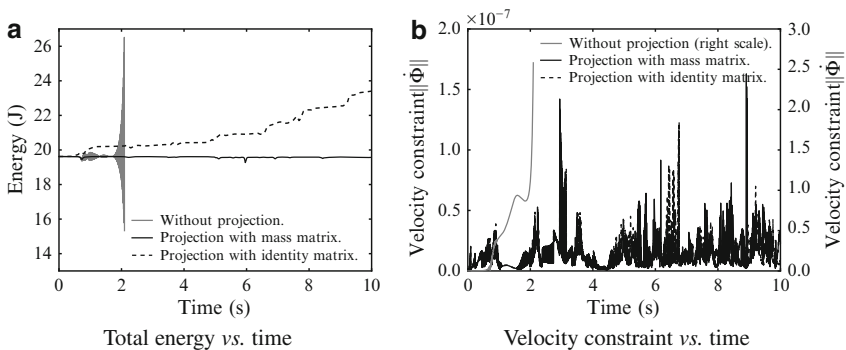 a
Energy (J)
26
24
22
20
18
16
14
Without projection.
Projection with mass matrix.
Projection with identity matrix.
0 2 4 6 8 10
Time (s)
Total energy vs. time
b
×10⁻⁷
Velocity constraint||Φ̇||
2.0
1.5
1.0
0.5
0.0
Without projection (right scale).
Projection with mass matrix.
Projection with identity matrix.
3.0
2.5
2.0
1.5
1.0
0.5
0.0
Velocity constraint||Φ̇||
0 2 4 6 8 10
Time (s)
Velocity constraint vs. time